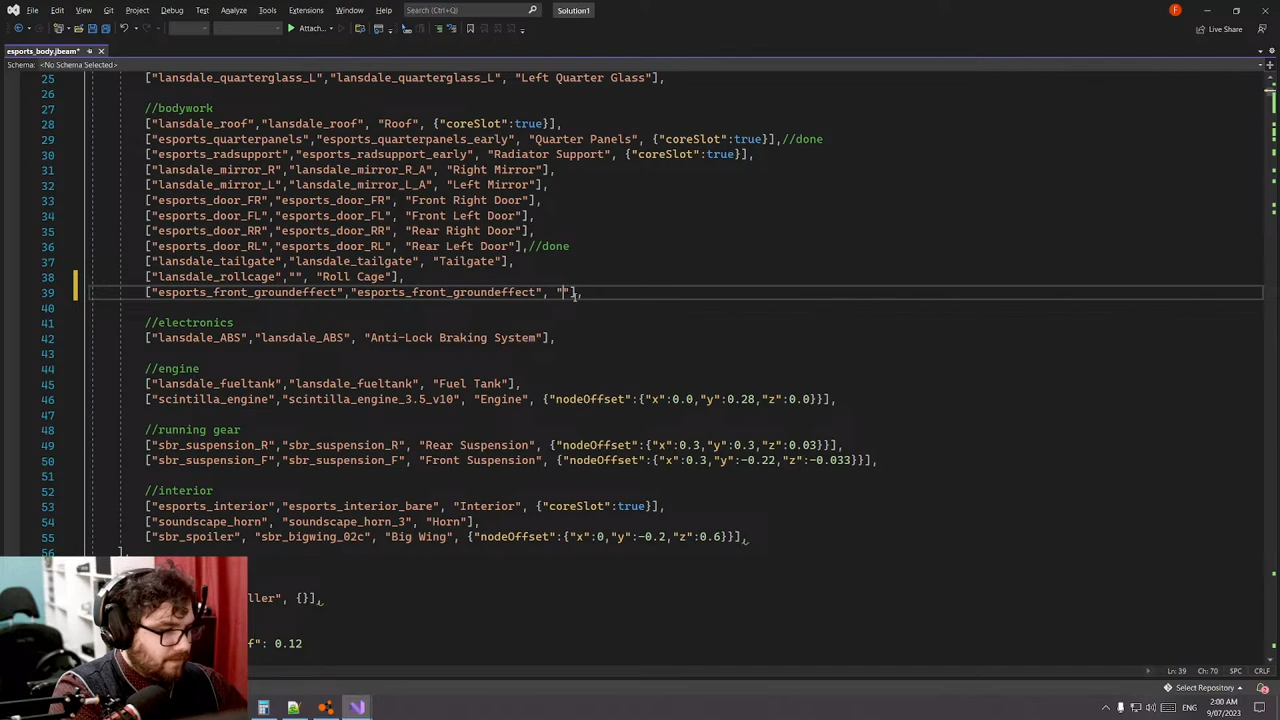 File Edit View Git Project Debug Test Analyze Tools Extensions Window Help Search (Ctrl+Q) Solution1 F
Attach... Live Share
esports_body.jbeam*
Schema: <No Schema Selected>
25 ["lansdale_quarterglass_L","lansdale_quarterglass_L", "Left Quarter Glass"],
26
27 //bodywork
28 ["lansdale_roof","lansdale_roof", "Roof", {"coreSlot":true}],
29 ["esports_quarterpanels","esports_quarterpanels_early", "Quarter Panels", {"coreSlot":true}],//done
30 ["esports_radsupport","esports_radsupport_early", "Radiator Support", {"coreSlot":true}],
31 ["lansdale_mirror_R","lansdale_mirror_R_A", "Right Mirror"],
32 ["lansdale_mirror_L","lansdale_mirror_L_A", "Left Mirror"],
33 ["esports_door_FR","esports_door_FR", "Front Right Door"],
34 ["esports_door_FL","esports_door_FL", "Front Left Door"],
35 ["esports_door_RR","esports_door_RR", "Rear Right Door"],
36 ["esports_door_RL","esports_door_RL", "Rear Left Door"],//done
37 ["lansdale_tailgate","lansdale_tailgate", "Tailgate"],
38 ["lansdale_rollcage","", "Roll Cage"],
39 ["esports_front_groundeffect","esports_front_groundeffect", ""],
40
41 //electronics
42 ["lansdale_ABS","lansdale_ABS", "Anti-Lock Braking System"],
43
44 //engine
45 ["lansdale_fueltank","lansdale_fueltank", "Fuel Tank"],
46 ["scintilla_engine","scintilla_engine_3.5_v10", "Engine", {"nodeOffset":{"x":0.0,"y":0.28,"z":0.0}}],
47
48 //running gear
49 ["sbr_suspension_R","sbr_suspension_R", "Rear Suspension", {"nodeOffset":{"x":0.3,"y":0.3,"z":0.03}}],
50 ["sbr_suspension_F","sbr_suspension_F", "Front Suspension", {"nodeOffset":{"x":0.3,"y":-0.22,"z":-0.033}}],
51
52 //interior
53 ["esports_interior","esports_interior_bare", "Interior", {"coreSlot":true}],
54 ["soundscape_horn", "soundscape_horn_3", "Horn"],
55 ["sbr_spoiler", "sbr_bigwing_02c", "Big Wing", {"nodeOffset":{"x":0,"y":-0.2,"z":0.6}}],
56 ],
ller", {}],
f": 0.12
Ln: 39 Ch: 70 SPC CRLF
Select Repository
ENG 2:00 AM
9/07/2023